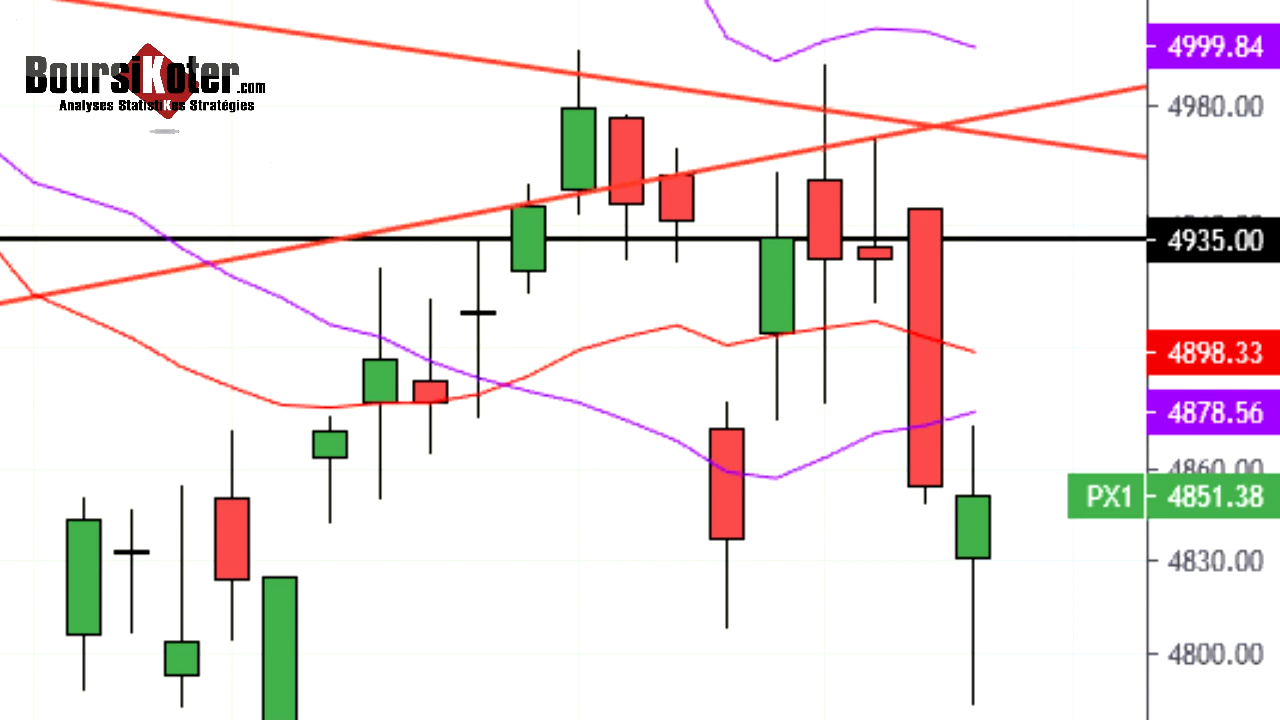 BoursiKoter.com
Analyses StatistiKes Stratégies
4999.84
4980.00
4935.00
4898.33
4878.56
4860.00
PX1 4851.38
4830.00
4800.00